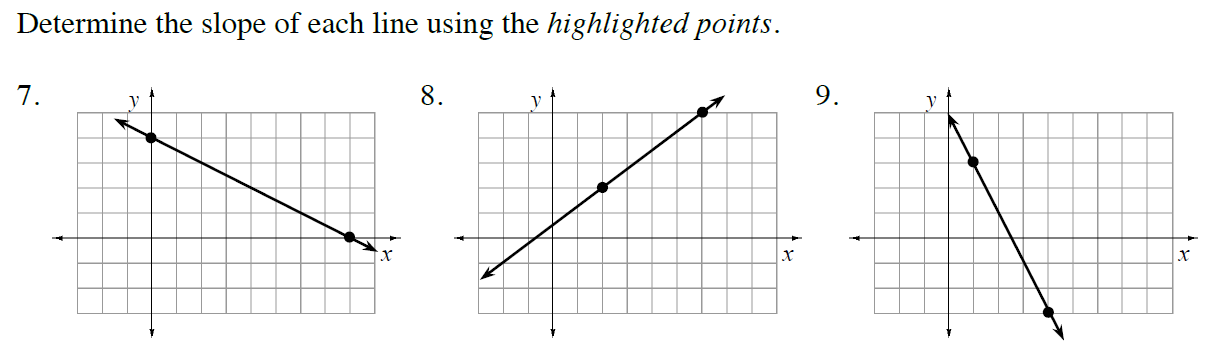 Determine the slope of each line using the highlighted points.
7. y 8. y 9. y
x x x